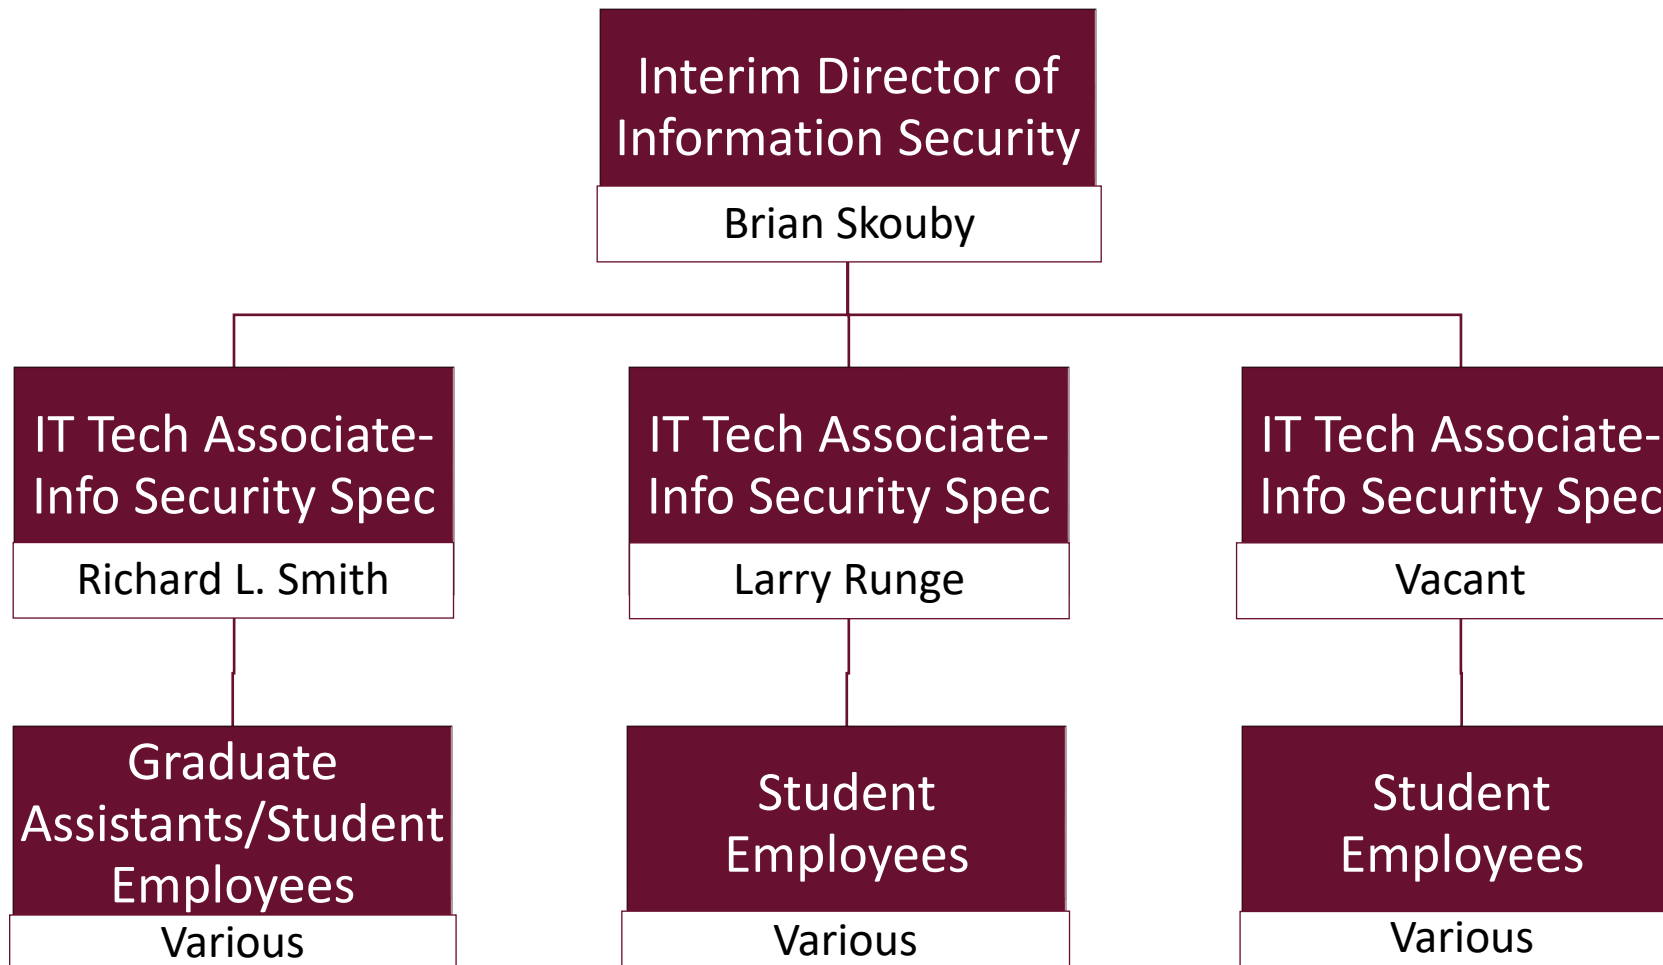 Interim Director of
Information Security
Brian Skouby
IT Tech Associate-
Info Security Spec
Richard L. Smith
IT Tech Associate-
Info Security Spec
Larry Runge
IT Tech Associate-
Info Security Spec
Vacant
Graduate
Assistants/Student
Employees
Various
Student
Employees
Various
Student
Employees
Various